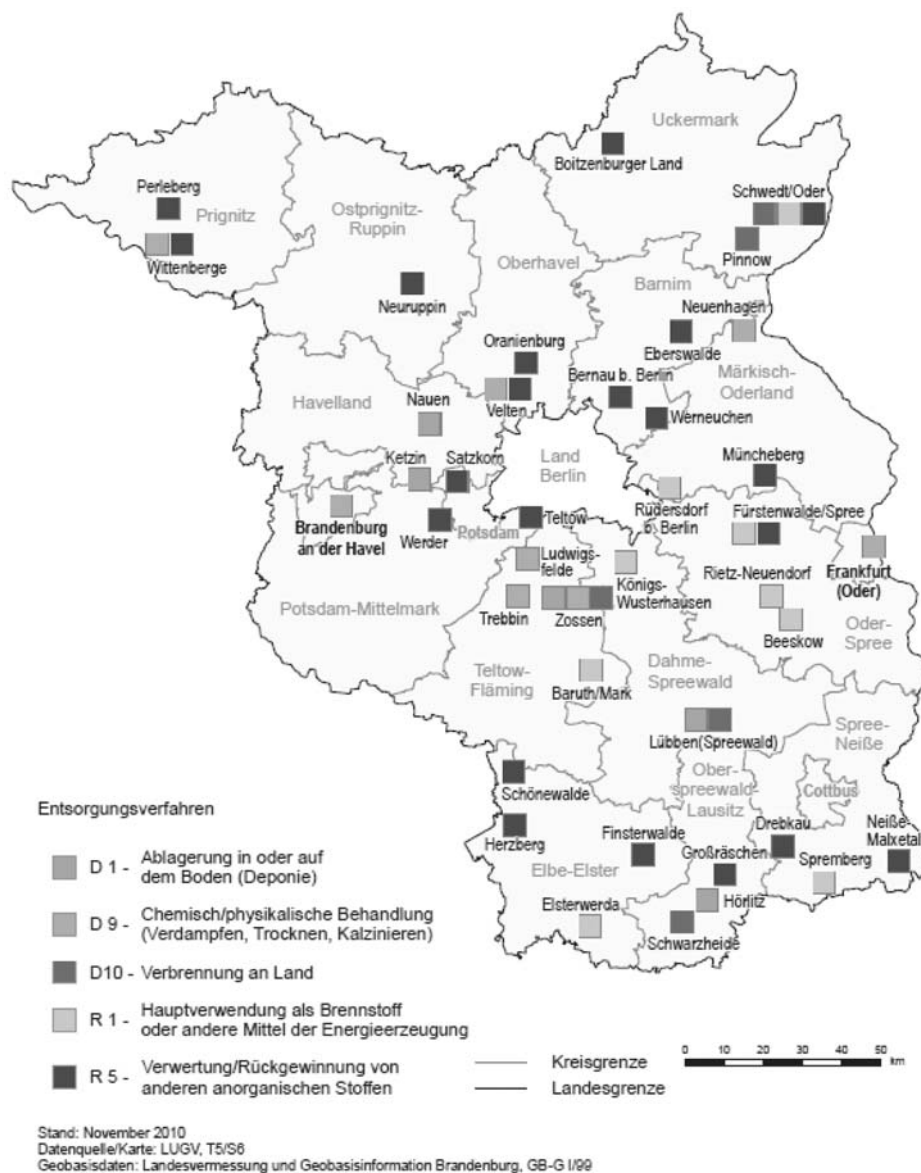 Uckermark
Boitzenburger Land
Perleberg
Prignitz
Wittenberge
Ostprignitz-
Ruppin
Neuruppin
Oberhavel
Schwedt/Oder
Pinnow
Barnim
Neuenhagen
Eberswalde
Oranienburg
Velten
Bernau b. Berlin
Werneuchen
Märkisch-
Oderland
Havelland
Nauen
Ketzin
Satzkorn
Land
Berlin
Müncheberg
Brandenburg
an der Havel
Werder
Potsdam
Teltow
Rüdersdorf
b. Berlin
Fürstenwalde/Spree
Frankfurt
(Oder)
Rietz-Neuendorf
Beeskow
Oder-
Spree
Potsdam-Mittelmark
Ludwigs-
felde
Trebbin
Zossen
Königs-
Wusterhausen
Teltow-
Fläming
Baruth/Mark
Dahme-
Spreewald
Lübben(Spreewald)
Spree-
Neiße
Ober-
spreewald-
Lausitz
Cottbus
Schönewalde
Herzberg
Finsterwalde
Elbe-Elster
Elsterwerda
Großräschen
Hörlitz
Schwarzheide
Drebkau
Spremberg
Neiße-
Malxetal
Entsorgungsverfahren
D 1 - Ablagerung in oder auf
dem Boden (Deponie)
D 9 - Chemisch/physikalische Behandlung
(Verdampfen, Trocknen, Kalzinieren)
D10 - Verbrennung an Land
R 1 - Hauptverwendung als Brennstoff
oder andere Mittel der Energieerzeugung
R 5 - Verwertung/Rückgewinnung von
anderen anorganischen Stoffen
Kreisgrenze
Landesgrenze
0 10 20 30 40 50
km
Stand: November 2010
Datenquelle/Karte: LUGV, T5/S6
Geobasisdaten: Landesvermessung und Geobasisinformation Brandenburg, GB-G I/99